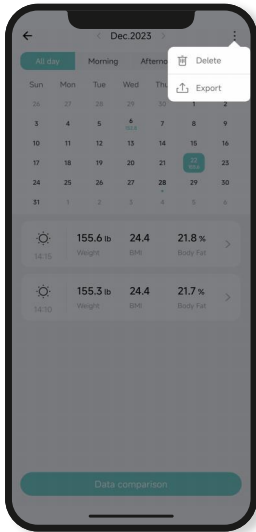 Dec.2023
All day Morning Afterno
Delete
Export
Sun Mon Tue Wed Thu
26 27 28 29 30 1 2
3 4 5 6 7 8 9
10 11 12 13 14 15 16
17 18 19 20 21 22 23
24 25 26 27 28 29 30
31 1 2 3 4 5 6
155.6 lb 24.4 21.8 %
14:15 Weight BMI Body Fat
155.3 lb 24.4 21.7 %
14:10 Weight BMI Body Fat
Data comparison